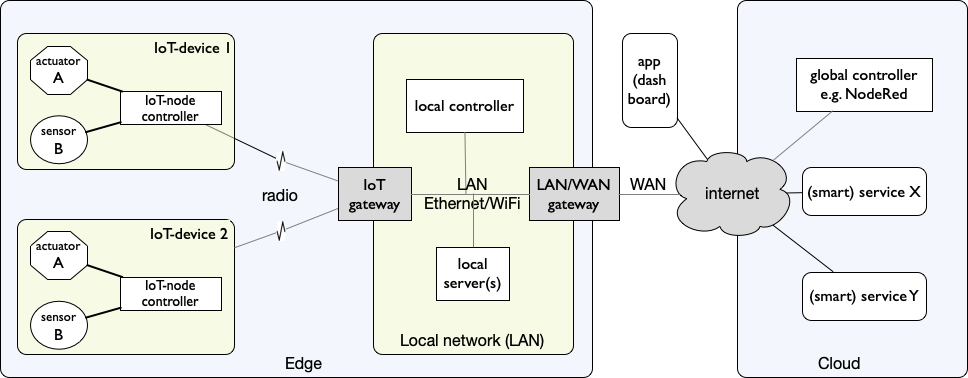 IoT-device 1
actuator
A
IoT-node
controller
sensor
B
radio
IoT-device 2
actuator
A
IoT-node
controller
sensor
B
Edge
local controller
IoT
gateway
LAN
Ethernet/WiFi
LAN/WAN
gateway
local
server(s)
Local network (LAN)
WAN
app
(dash
board)
internet
global controller
e.g. NodeRed
(smart) service X
(smart) service Y
Cloud